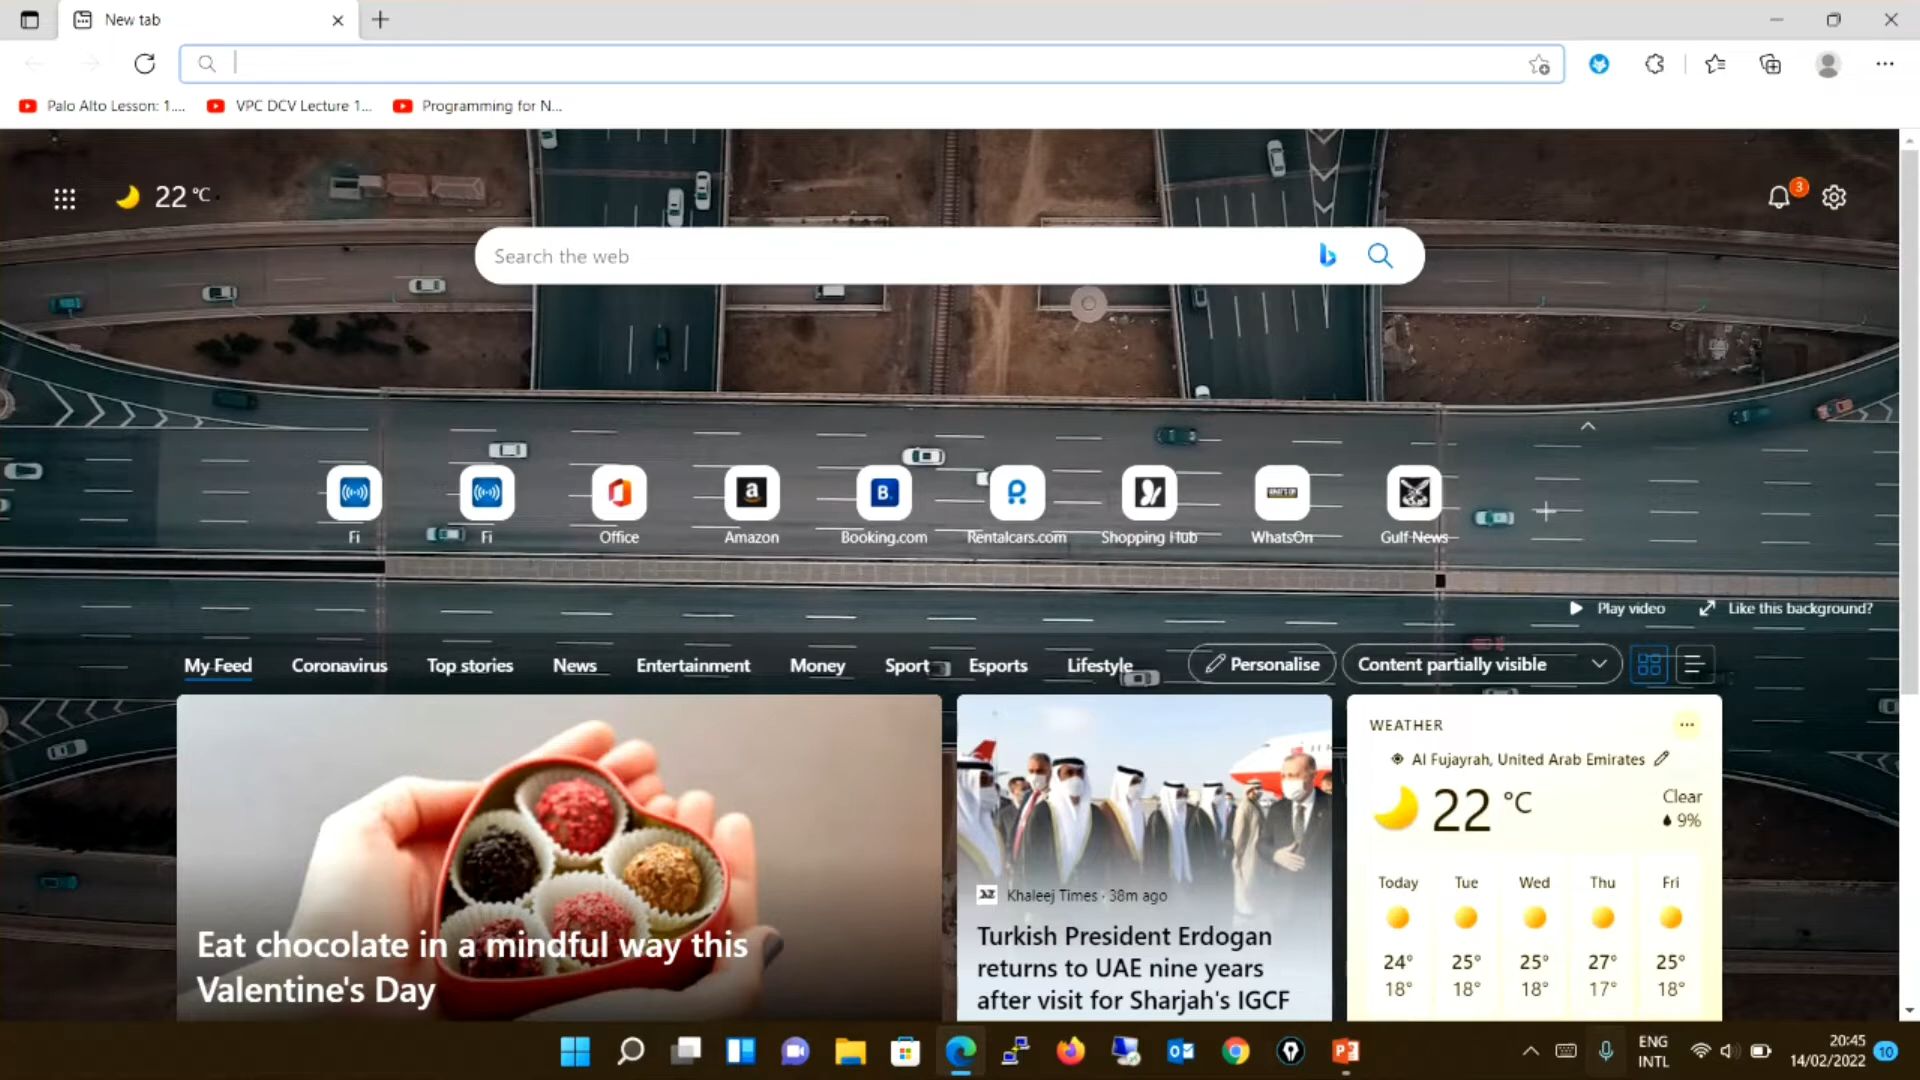 New tab
Palo Alto Lesson: 1....
VPC DCV Lecture 1...
Programming for N...
22 °C
3
Search the web
Fi
Fi
Office
Amazon
Booking.com
Rentalcars.com
Shopping Hub
WHAT'S ON
WhatsOn
Gulf News
Play video
Like this background?
My Feed
Coronavirus
Top stories
News
Entertainment
Money
Sport
Esports
Lifestyle
Personalise
Content partially visible
Eat chocolate in a mindful way this
Valentine's Day
Khaleej Times · 38m ago
Turkish President Erdogan
returns to UAE nine years
after visit for Sharjah's IGCF
WEATHER
Al Fujayrah, United Arab Emirates
22 °C
Clear
9%
Today Tue Wed Thu Fri
24° 25° 25° 27° 25°
18° 18° 18° 17° 18°
ENG
INTL
20:45
14/02/2022
10